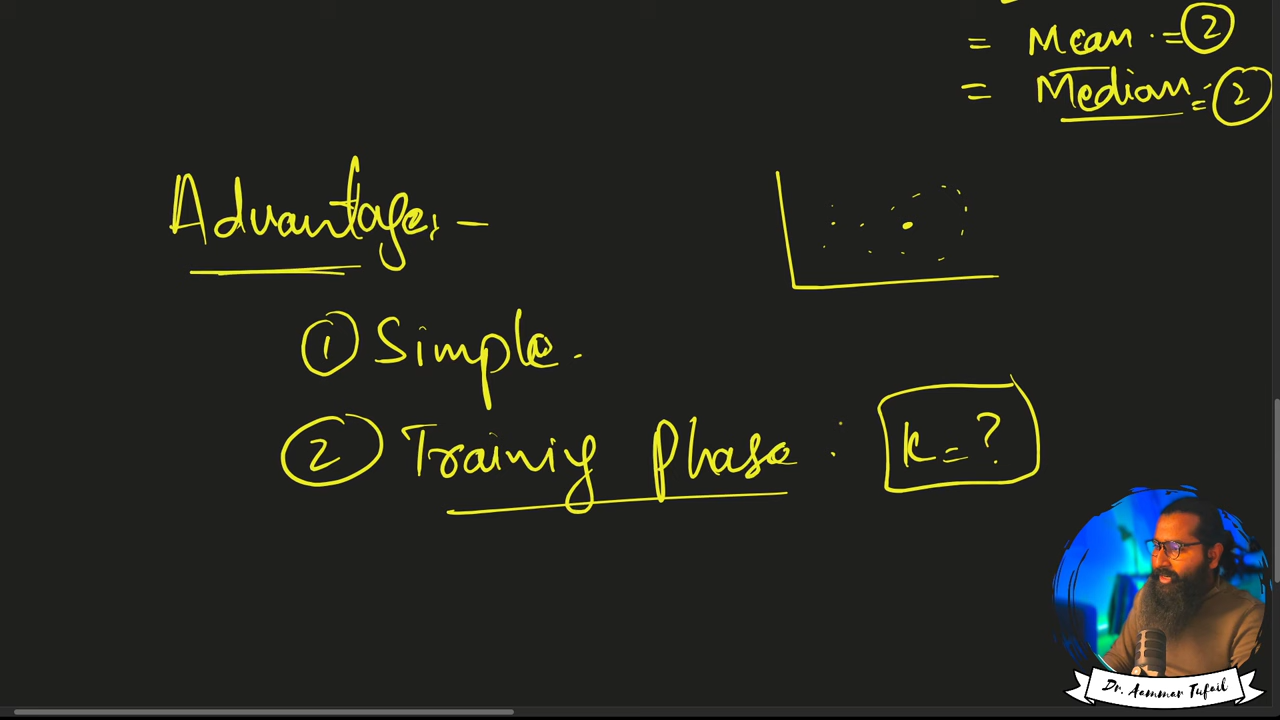 = Mean . = 2
= Median = 2
Advantage: -
1 Simple.
2 Training Phase : K = ?
Dr. Aammar Tufail